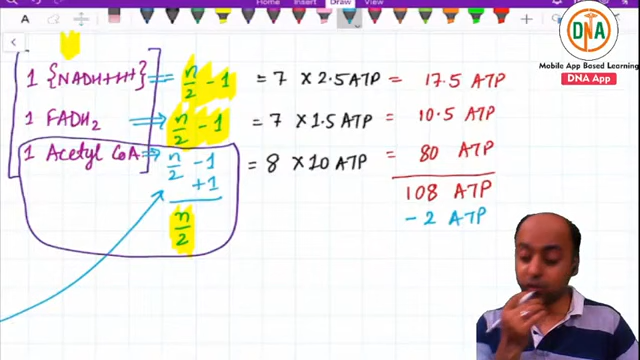 Home Insert Draw View
DNA
Mobile App Based Learning
DNA App
1 {NADH+H+} ⇒ n/2 - 1 = 7 × 2.5 ATP = 17.5 ATP
1 FADH₂ ⇒ n/2 - 1 = 7 × 1.5 ATP = 10.5 ATP
1 Acetyl CoA ⇒ n/2 - 1 = 8 × 10 ATP = 80 ATP
+ 1
n/2
108 ATP
- 2 ATP